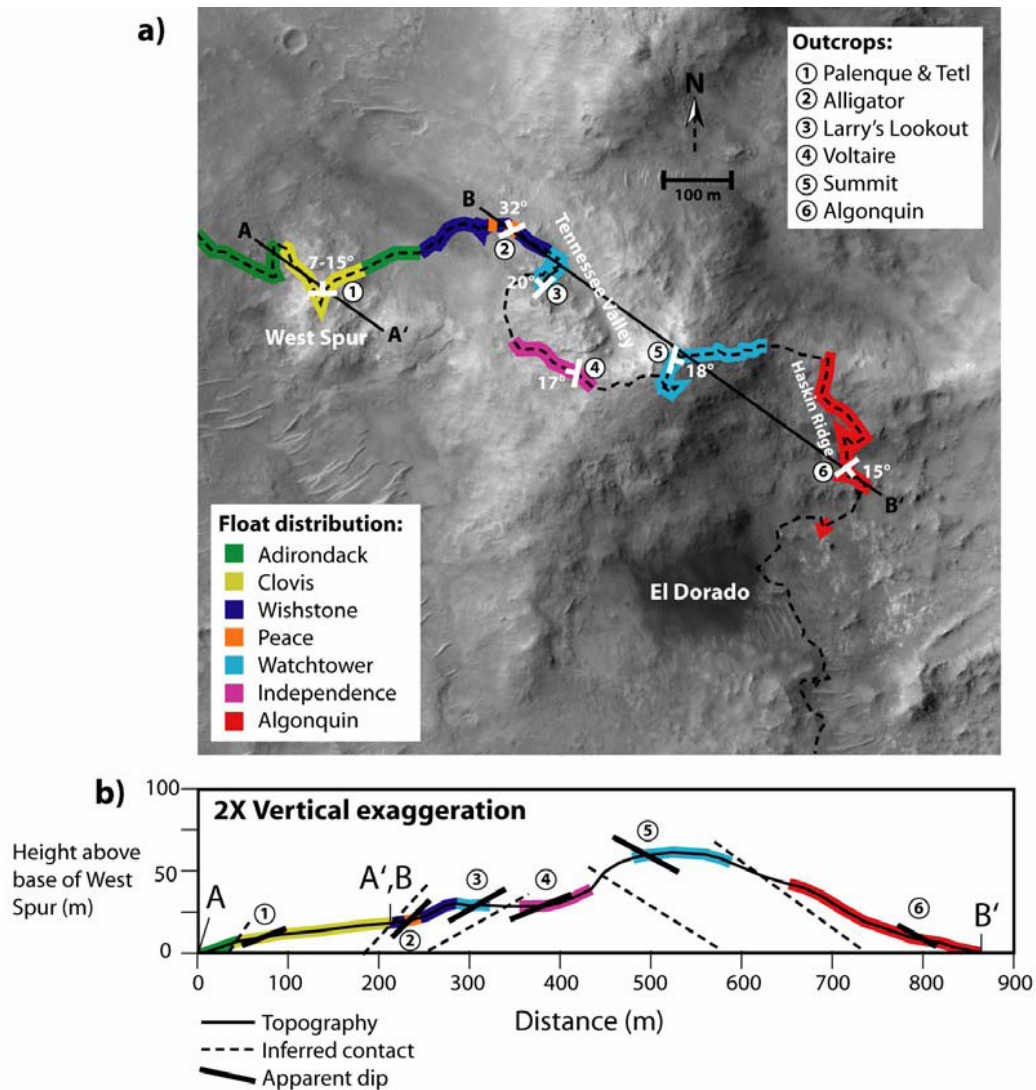 a)
Outcrops:
① Palenque & Tetl
② Alligator
③ Larry's Lookout
④ Voltaire
⑤ Summit
⑥ Algonquin
N
100 m
A
B
32°
②
7-15°
①
20°
③
Tennessee Valley
West Spur
A'
⑤
④
17°
18°
Haskin Ridge
⑥
15°
B'
Float distribution:
Adirondack
Clovis
Wishstone
Peace
Watchtower
Independence
Algonquin
El Dorado
b)
2X Vertical exaggeration
Height above
base of West
Spur (m)
100
50
0
A
①
A' B
②
③
④
⑤
⑥
B'
0 100 200 300 400 500 600 700 800 900
Distance (m)
Topography
Inferred contact
Apparent dip